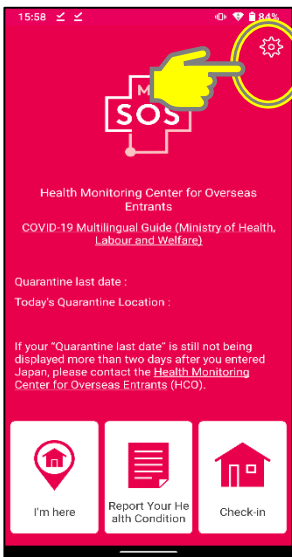 15:58
84%
M
SOS
Health Monitoring Center for Overseas
Entrants
COVID-19 Multilingual Guide (Ministry of Health,
Labour and Welfare)
Quarantine last date :
Today's Quarantine Location :
If your "Quarantine last date" is still not being
displayed more than two days after you entered
Japan, please contact the Health Monitoring
Center for Overseas Entrants (HCO).
I'm here
Report Your He
alth Condition
Check-in